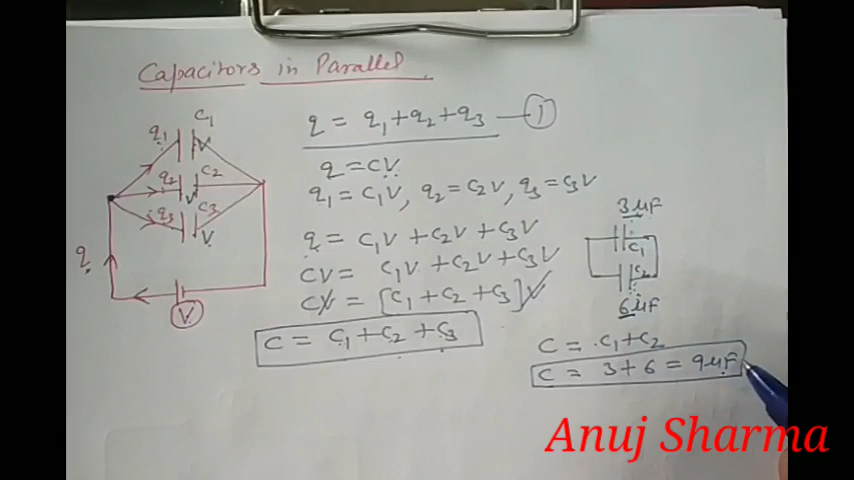 Capacitors in Parallel
q1
C1
V
q2
C2
V
q3
C3
V
q
V
q = q1+q2+q3 — 1
q = CV
q1 = C1V, q2 = C2V, q3 = C3V
q = C1V + C2V + C3V
CV = C1V + C2V + C3V
CV = [C1 + C2 + C3]V
C = C1 + C2 + C3
3μF
C1
C2
6μF
C = C1+C2
C = 3+6 = 9μF
Anuj Sharma